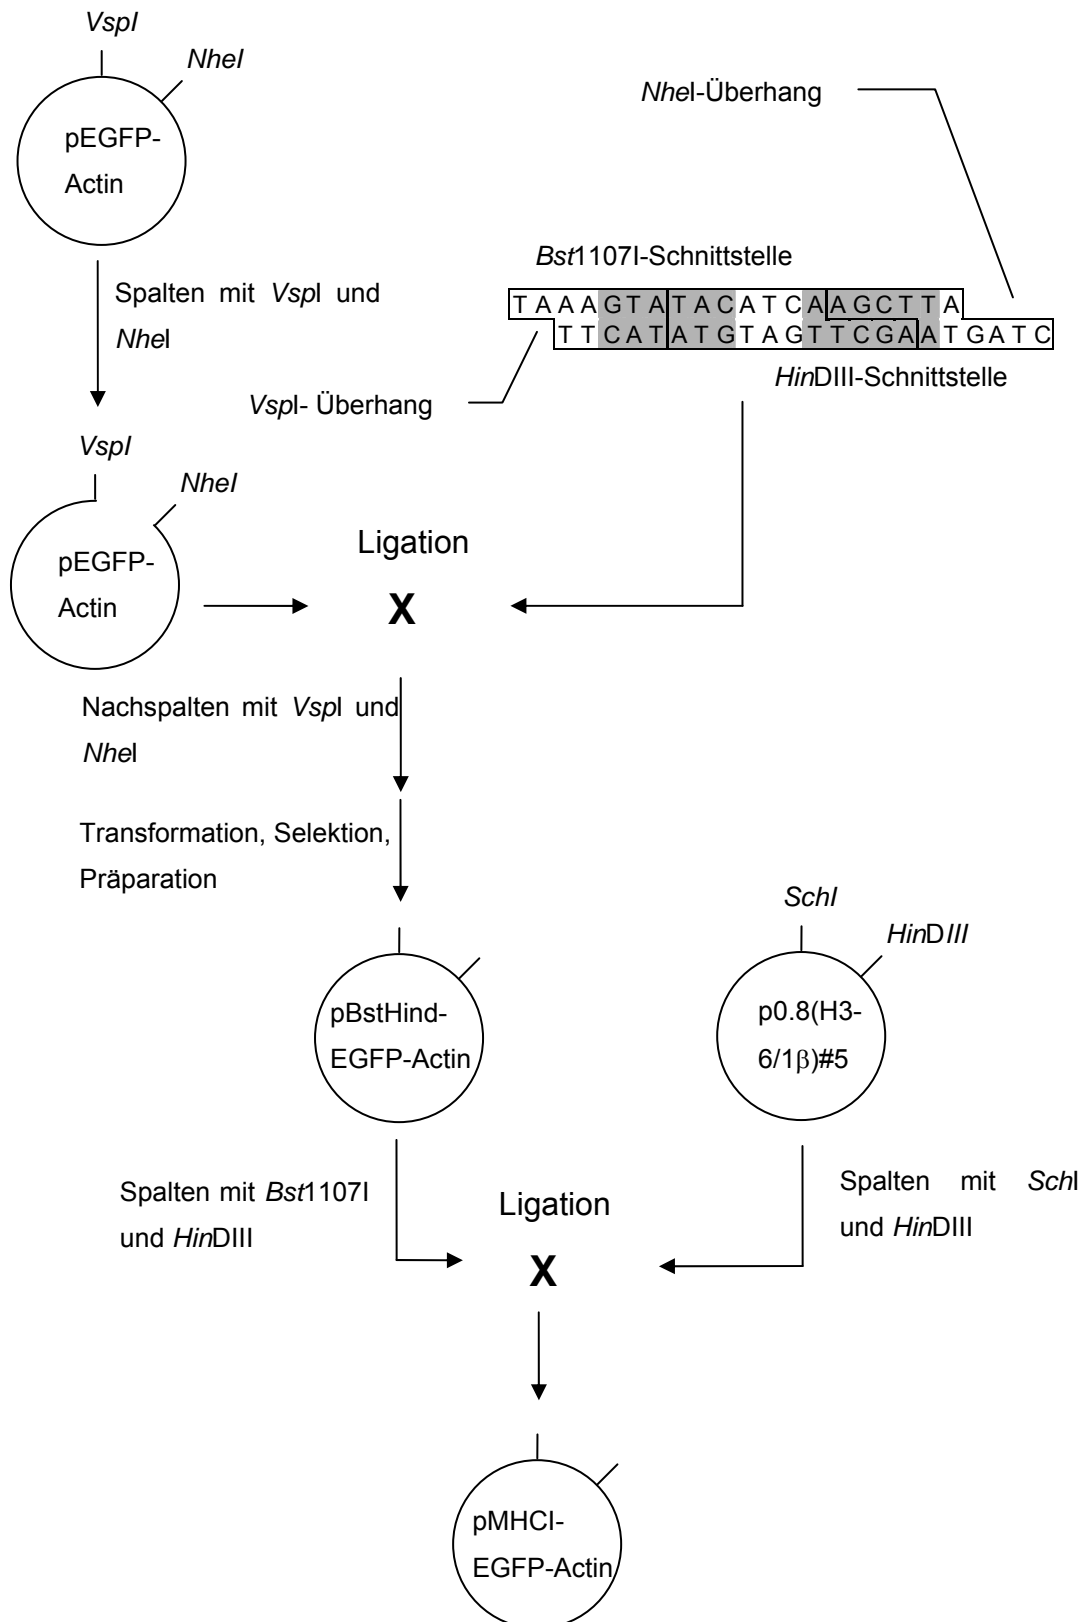 VspI
NheI
pEGFP-
Actin
NheI-Überhang
Bst1107I-Schnittstelle
T A A A G T A T A C A T C A A G C T T A
T T C A T A T G T A G T T C G A A T G A T C
HinDIII-Schnittstelle
VspI- Überhang
Spalten mit VspI und
NheI
VspI
NheI
pEGFP-
Actin
Ligation
X
Nachspalten mit VspI und
NheI
Transformation, Selektion,
Präparation
SchI
HinDIII
pBstHind-
EGFP-Actin
p0.8(H3-
6/1β)#5
Spalten mit Bst1107I
und HinDIII
Ligation
X
Spalten mit SchI
und HinDIII
pMHCI-
EGFP-Actin